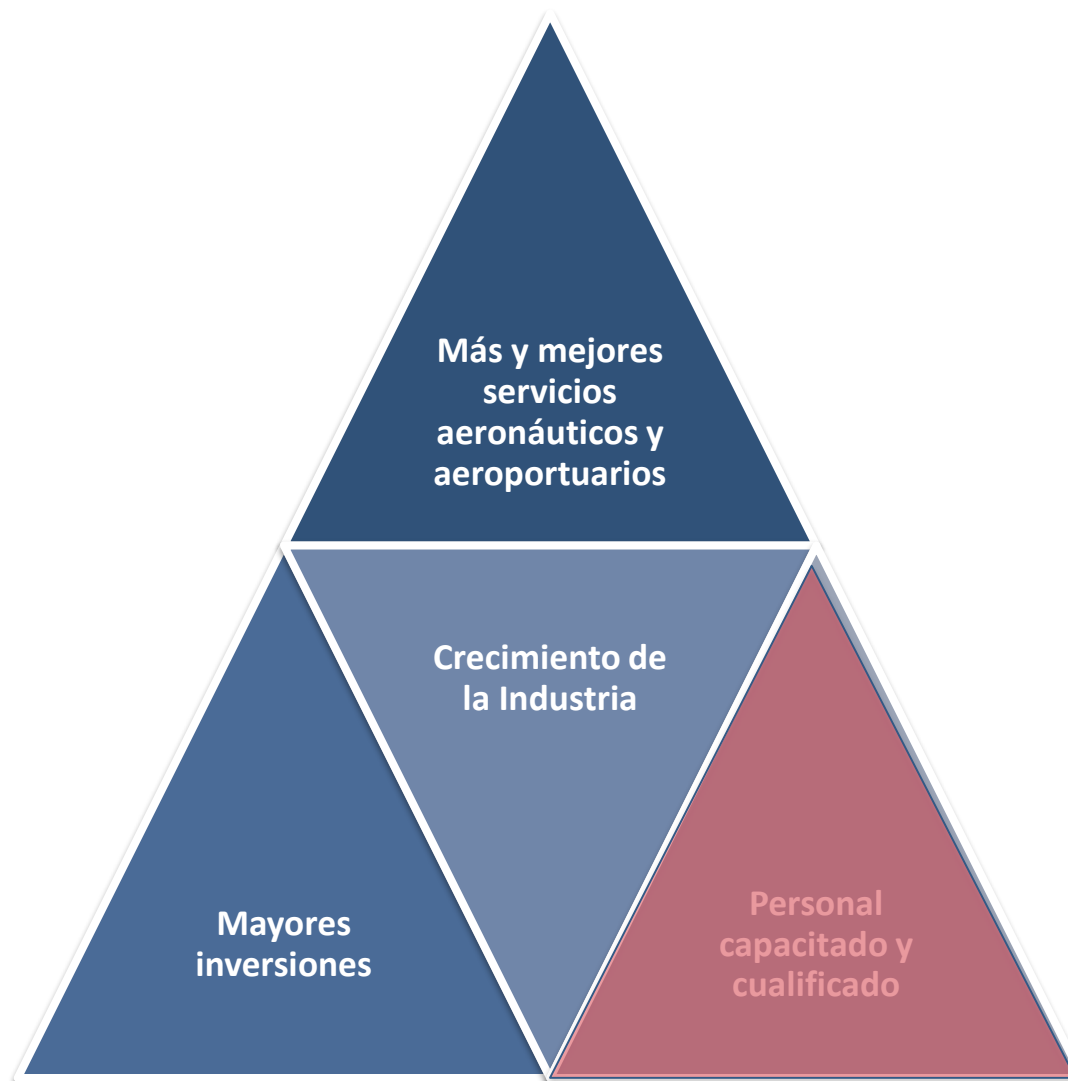 Más y mejores
servicios
aeronáuticos y
aeroportuarios
Crecimiento de
la Industria
Mayores
inversiones
Personal
capacitado y
cualificado